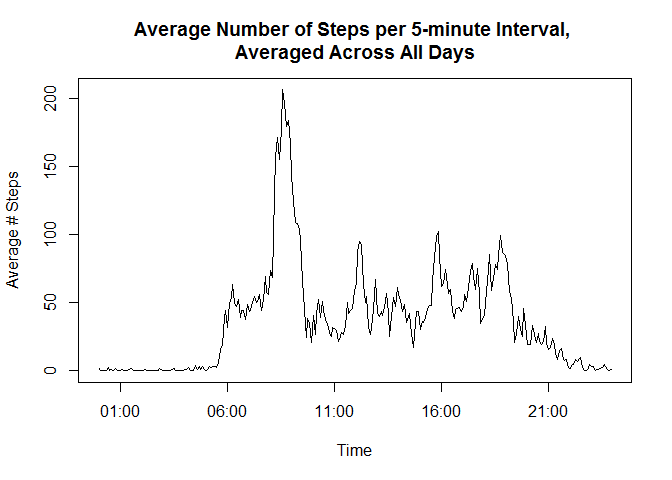 Average Number of Steps per 5-minute Interval,
Averaged Across All Days
Average # Steps
200
150
100
50
0
01:00 06:00 11:00 16:00 21:00
Time